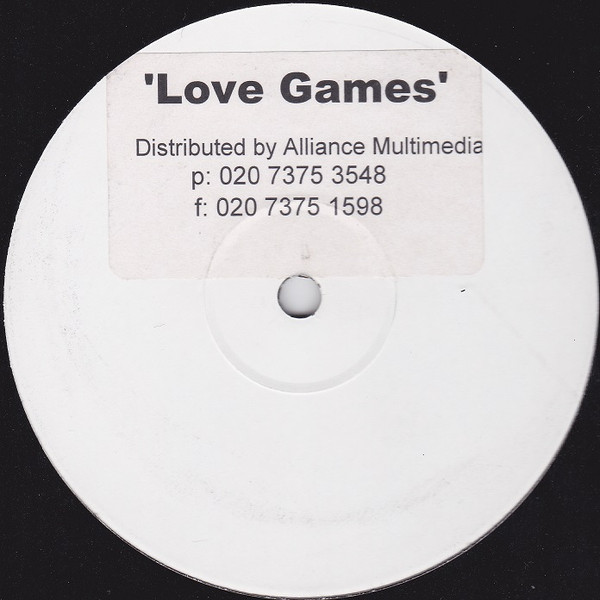 'Love Games'
Distributed by Alliance Multimedia
p: 020 7375 3548
f: 020 7375 1598